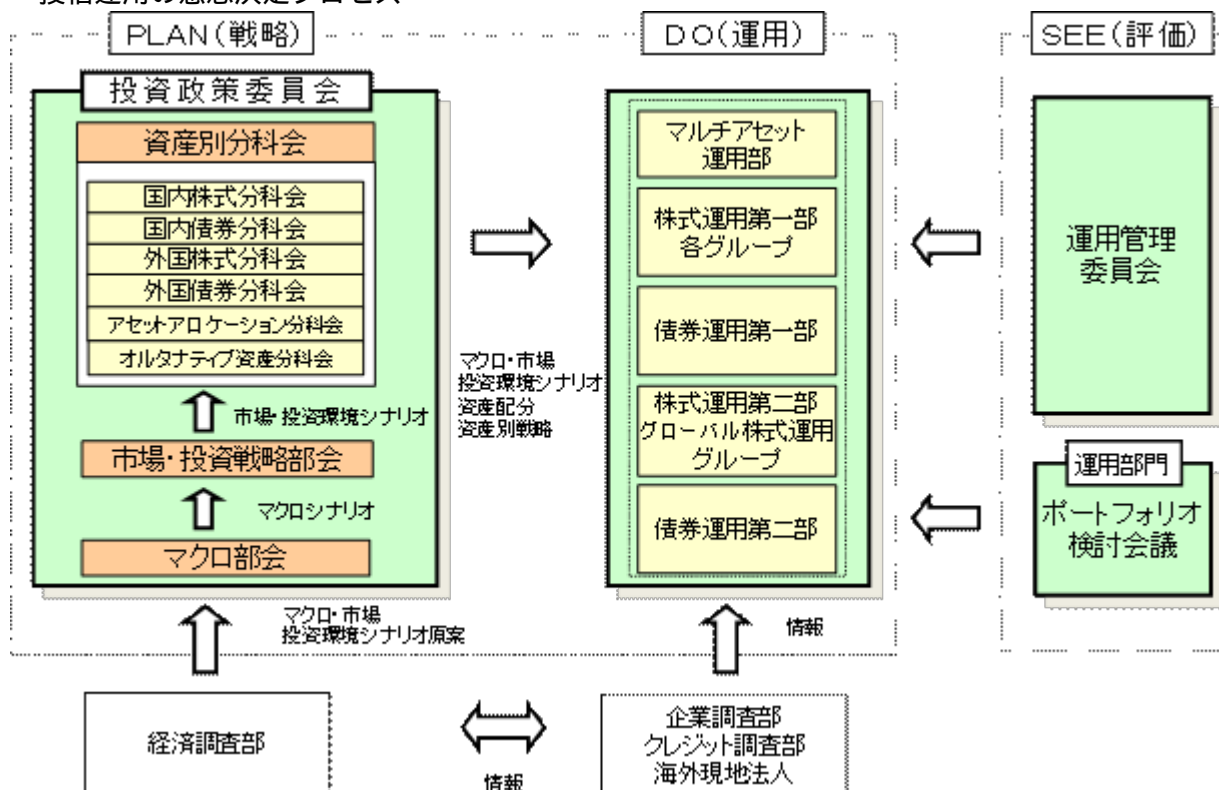 投信運用の意思決定プロセス
PLAN(戦略)
投資政策委員会
資産別分科会
国内株式分科会
国内債券分科会
外国株式分科会
外国債券分科会
アセットアロケーション分科会
オルタナティブ資産分科会
市場・投資環境シナリオ
市場・投資戦略部会
マクロシナリオ
マクロ部会
マクロ・市場
投資環境シナリオ原案
経済調査部
マクロ・市場
投資環境シナリオ
資産配分
資産別戦略
DO(運用)
マルチアセット
運用部
株式運用第一部
各グループ
債券運用第一部
株式運用第二部
グローバル株式運用
グループ
債券運用第二部
情報
企業調査部
クレジット調査部
海外現地法人
情報
SEE(評価)
運用管理
委員会
運用部門
ポートフォリオ
検討会議